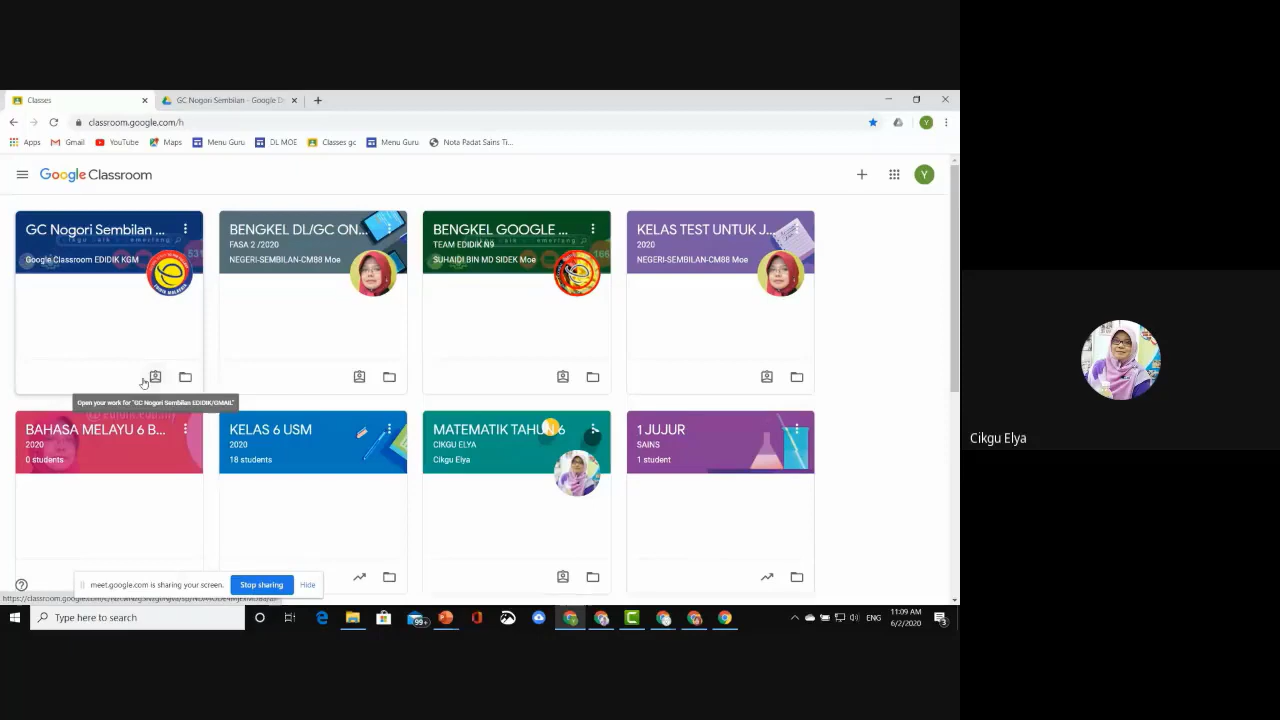 Classes
GC Nogori Sembilan - Google D
classroom.google.com/h
Apps
Gmail
YouTube
Maps
Menu Guru
DL MOE
Classes gc
Menu Guru
Nota Padat Sains Ti...
Google Classroom
Y
GC Nogori Sembilan ...
Google Classroom EDIDIK KGM
BENGKEL DL/GC ON...
FASA 2 /2020
NEGERI-SEMBILAN-CM88 Moe
BENGKEL GOOGLE ...
TEAM EDIDIK N9
SUHAIDI BIN MD SIDEK Moe
KELAS TEST UNTUK J...
2020
NEGERI-SEMBILAN-CM88 Moe
Open your work for "GC Nogori Sembilan EDIDIK/GMAIL"
BAHASA MELAYU 6 B...
2020
0 students
KELAS 6 USM
2020
18 students
MATEMATIK TAHUN 6
CIKGU ELYA
Cikgu Elya
1 JUJUR
SAINS
1 student
meet.google.com is sharing your screen.
Stop sharing
Hide
Type here to search
99+
ENG
11:09 AM
6/2/2020
Cikgu Elya